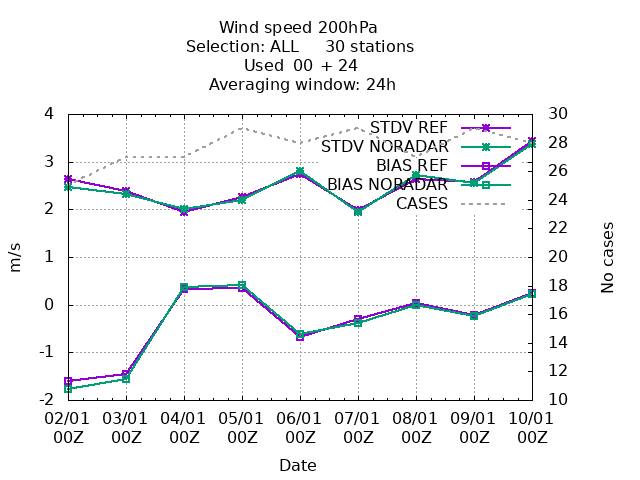 Wind speed 200hPa
Selection: ALL 30 stations
Used 00 + 24
Averaging window: 24h
4
3
2
1
0
-1
-2
m/s
30
28
26
24
22
20
18
16
14
12
10
No cases
STDV REF
STDV NORADAR
BIAS REF
BIAS NORADAR
CASES
02/01 03/01 04/01 05/01 06/01 07/01 08/01 09/01 10/01
00Z 00Z 00Z 00Z 00Z 00Z 00Z 00Z 00Z
Date